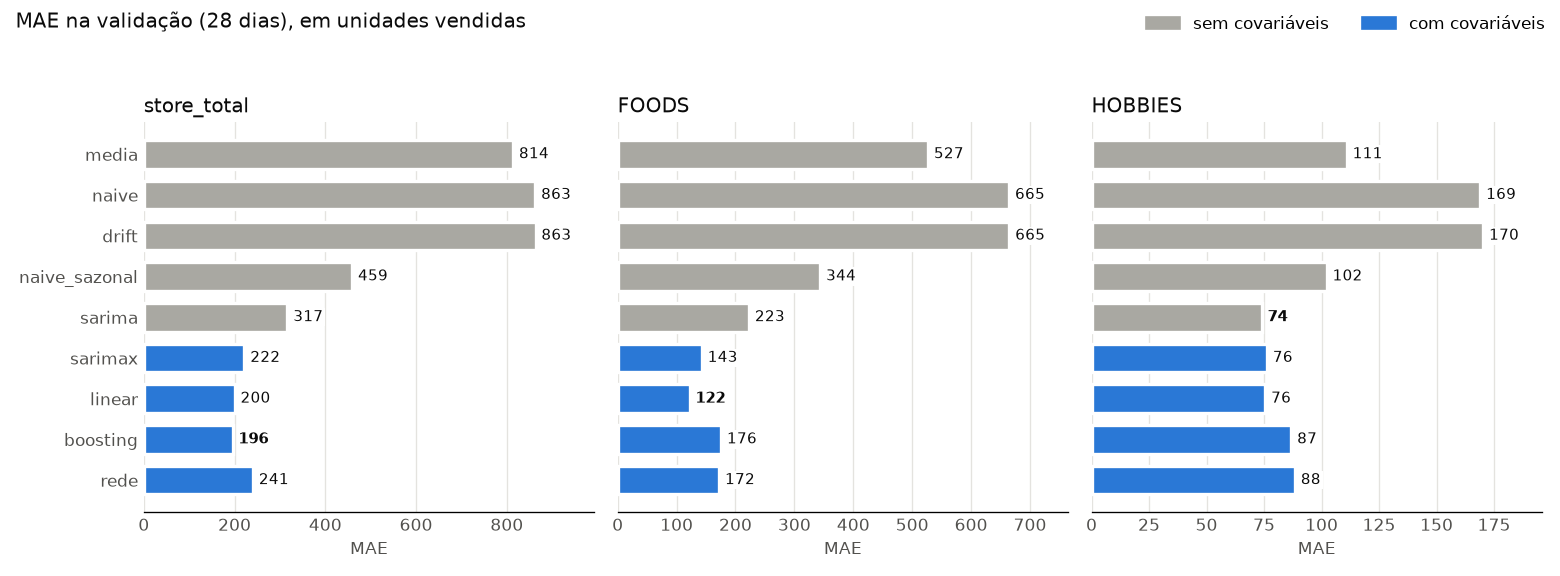 MAE na validação (28 dias), em unidades vendidas
sem covariáveis
com covariáveis
store_total
FOODS
HOBBIES
media 814 527 111
naive 863 665 169
drift 863 665 170
naive_sazonal 459 344 102
sarima 317 223 74
sarimax 222 143 76
linear 200 122 76
boosting 196 176 87
rede 241 172 88
0 200 400 600 800
0 100 200 300 400 500 600 700
0 25 50 75 100 125 150 175
MAE
MAE
MAE